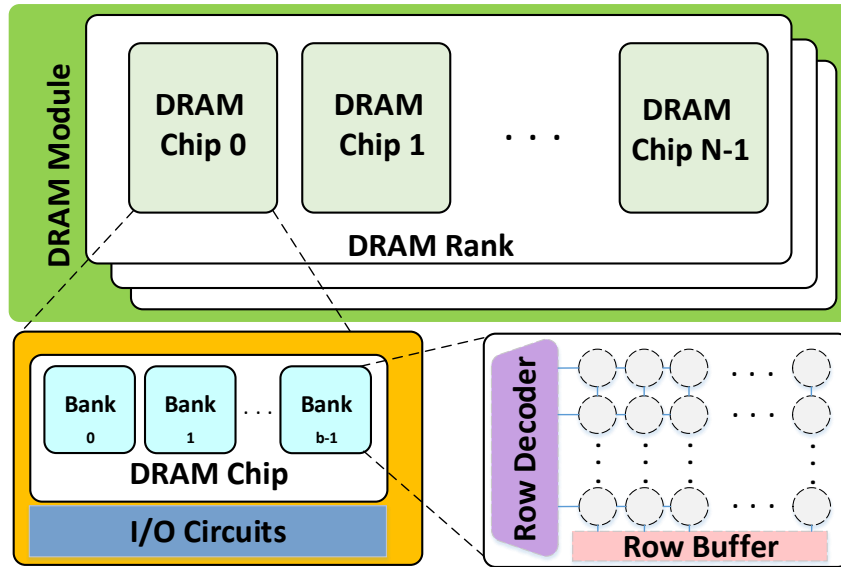 DRAM Module
DRAM
Chip 0
DRAM
Chip 1
. . .
DRAM
Chip N-1
DRAM Rank
Bank
0
Bank
1
. . .
Bank
b-1
DRAM Chip
I/O Circuits
Row Decoder
. . .
. . .
. . .
Row Buffer